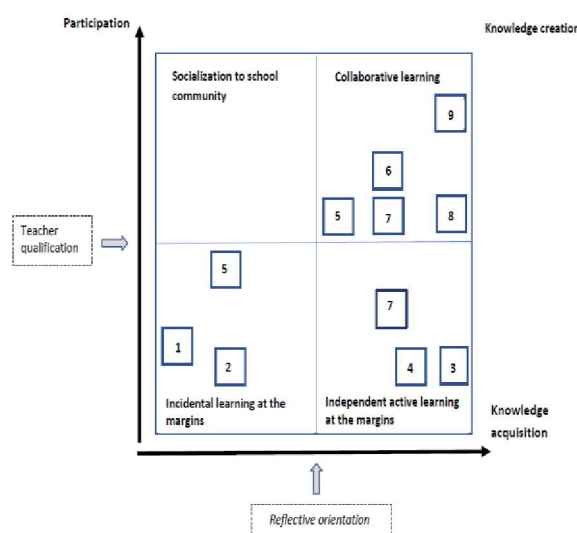 Participation
Knowledge creation
Socialization to school
community
Collaborative learning
9
6
5
7
8
Teacher
qualification
5
7
1
2
4
3
Incidental learning at the
margins
Independent active learning
at the margins
Knowledge
acquisition
Reflective orientation